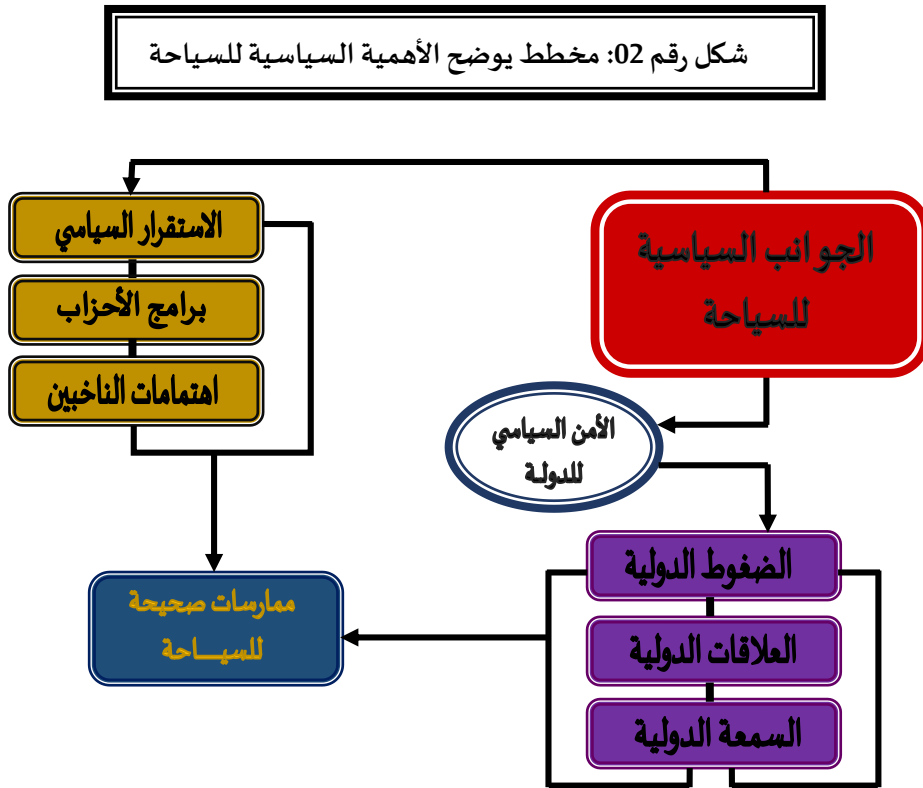 شكل رقم 02: مخطط يوضح الأهمية السياسية للسياحة
الجوانب السياسية
للسياحة
الاستقرار السياسي
برامج الأحزاب
اهتمامات الناخبين
الأمن السياسي
للدولة
الضغوط الدولية
العلاقات الدولية
السمعة الدولية
ممارسات صحيحة
للسيـــاحة